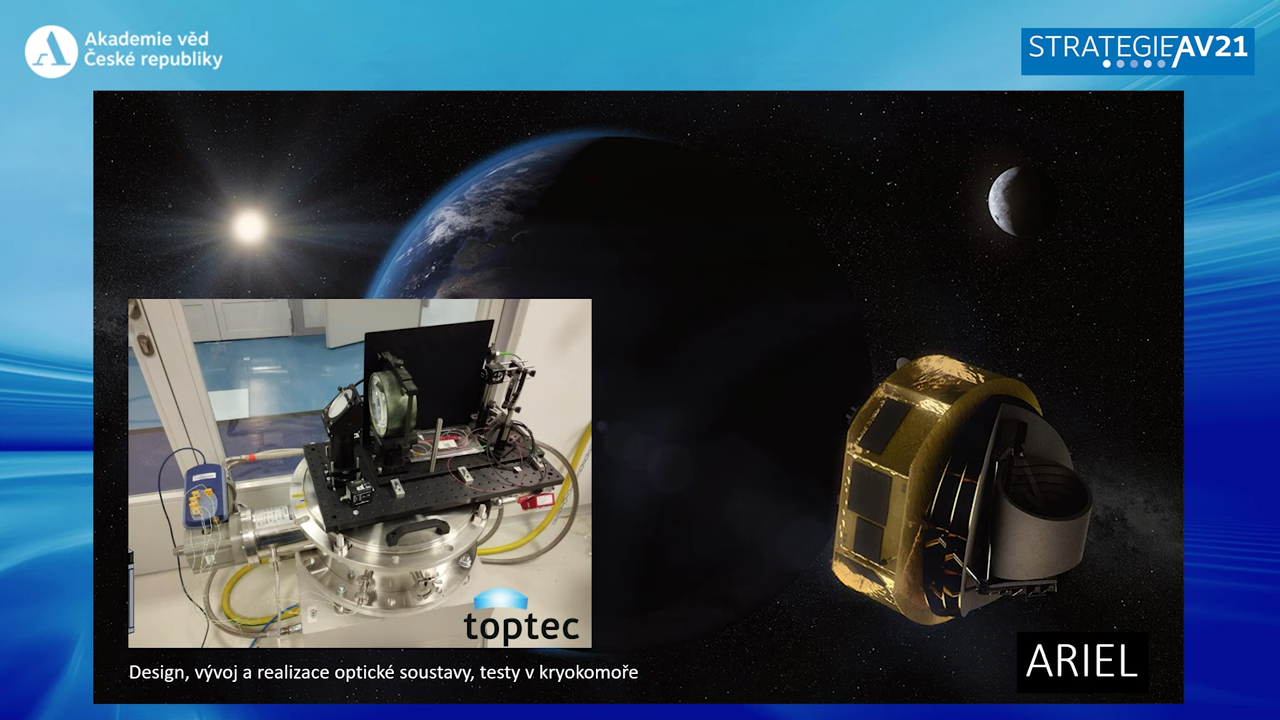 Akademie věd
České republiky
STRATEGIE AV21
toptec
Design, vývoj a realizace optické soustavy, testy v kryokomoře
ARIEL